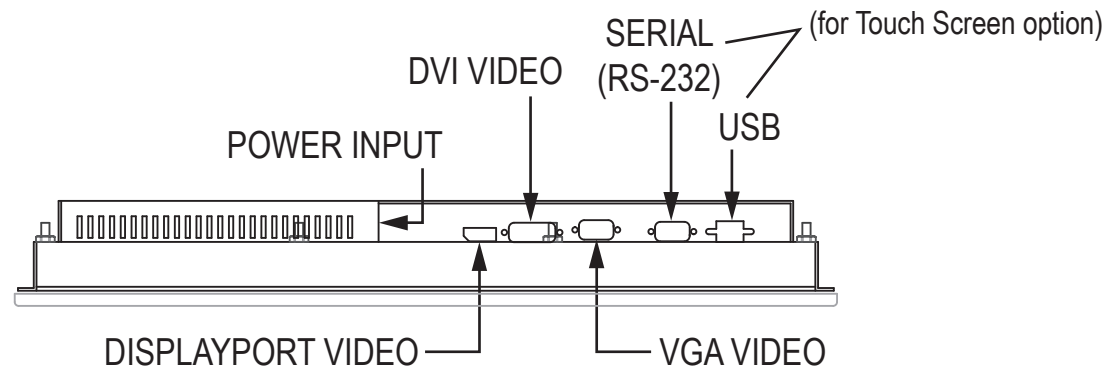 SERIAL
(RS-232)
(for Touch Screen option)
DVI VIDEO
USB
POWER INPUT
DISPLAYPORT VIDEO
VGA VIDEO